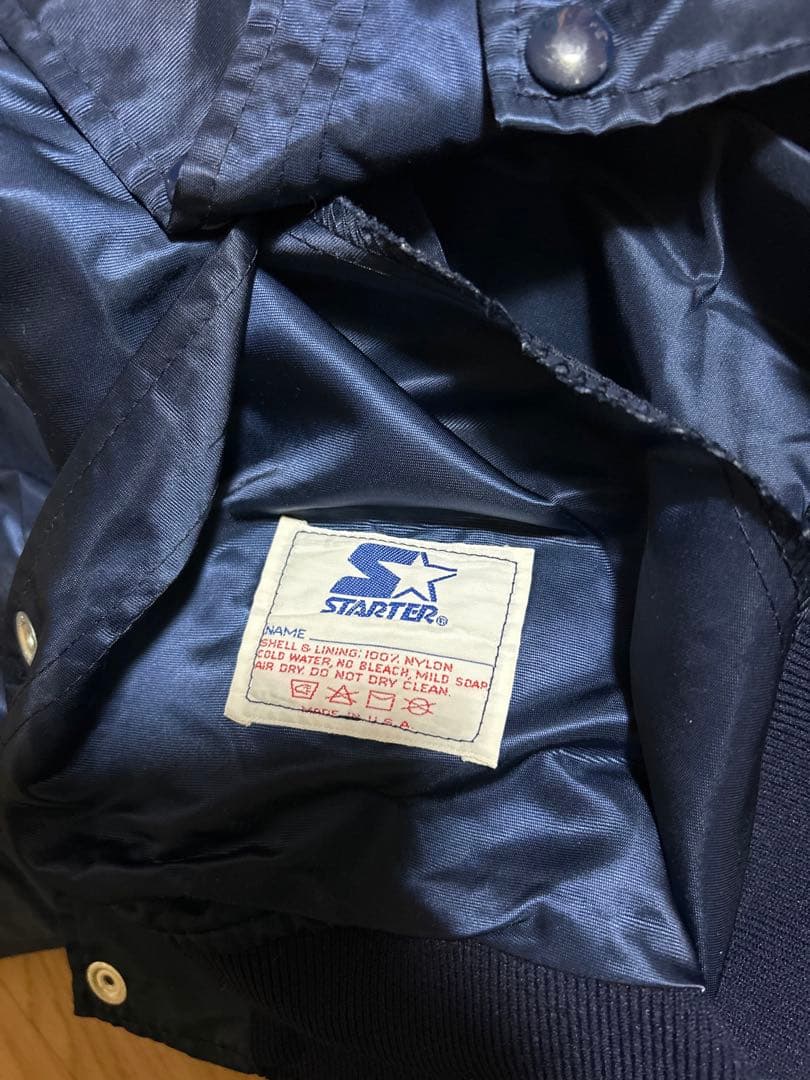 STARTER®
NAME
SHELL & LINING: 100% NYLON
COLD WATER, NO BLEACH, MILD SOAP
AIR DRY. DO NOT DRY CLEAN.
MADE IN U.S.A.